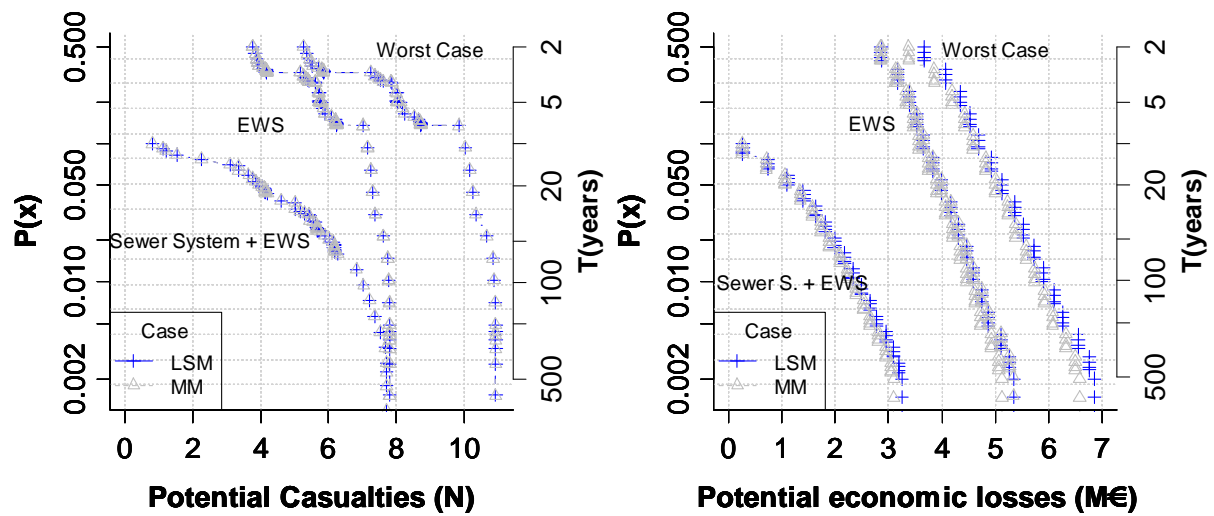 P(x)
0.500
0.050
0.010
0.002
Worst Case
EWS
Sewer System + EWS
Case
LSM
MM
2
5
20
100
500
T(years)
0 2 4 6 8 10
Potential Casualties (N)
P(x)
0.500
0.050
0.010
0.002
Worst Case
EWS
Sewer S. + EWS
Case
LSM
MM
2
5
20
100
500
T(years)
0 1 2 3 4 5 6 7
Potential economic losses (M€)